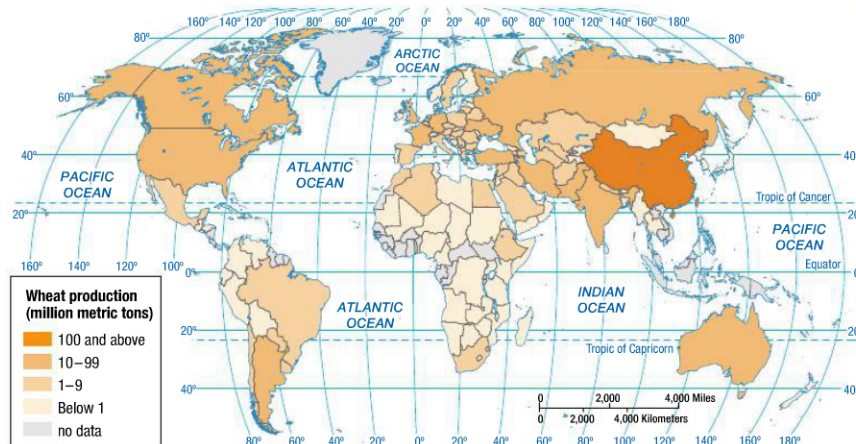 160° 140° 120° 100° 80° 60° 40° 20° 0° 20° 40° 60° 80° 100° 120° 140° 160° 180°
80°
80°
ARCTIC
OCEAN
60°
60°
40°
40°
PACIFIC
OCEAN
ATLANTIC
OCEAN
Tropic of Cancer
20°
20°
PACIFIC
OCEAN
160° 140° 120° 100°
0°
Equator
0°
160° 180°
Wheat production
(million metric tons)
100 and above
10–99
1–9
Below 1
no data
ATLANTIC
OCEAN
INDIAN
OCEAN
20°
20°
Tropic of Capricorn
40°
40°
0 2,000 4,000 Miles
0 2,000 4,000 Kilometers
80° 60° 40° 20° 0° 20° 40° 60° 80° 100° 120° 140° 160° 180°